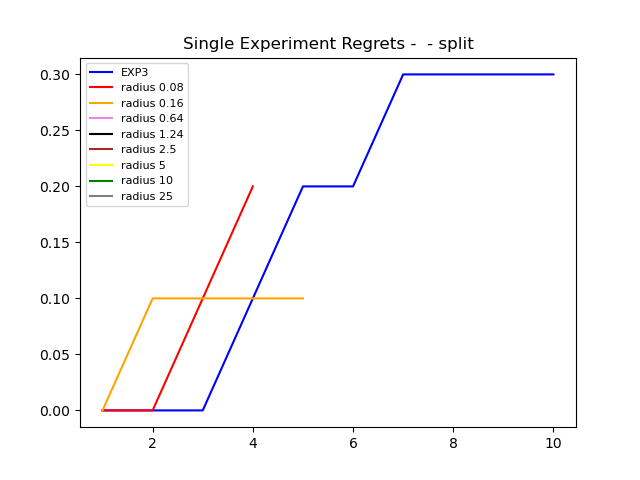 Single Experiment Regrets -  - split
EXP3
radius 0.08
radius 0.16
radius 0.64
radius 1.24
radius 2.5
radius 5
radius 10
radius 25
0.30
0.25
0.20
0.15
0.10
0.05
0.00
2 4 6 8 10